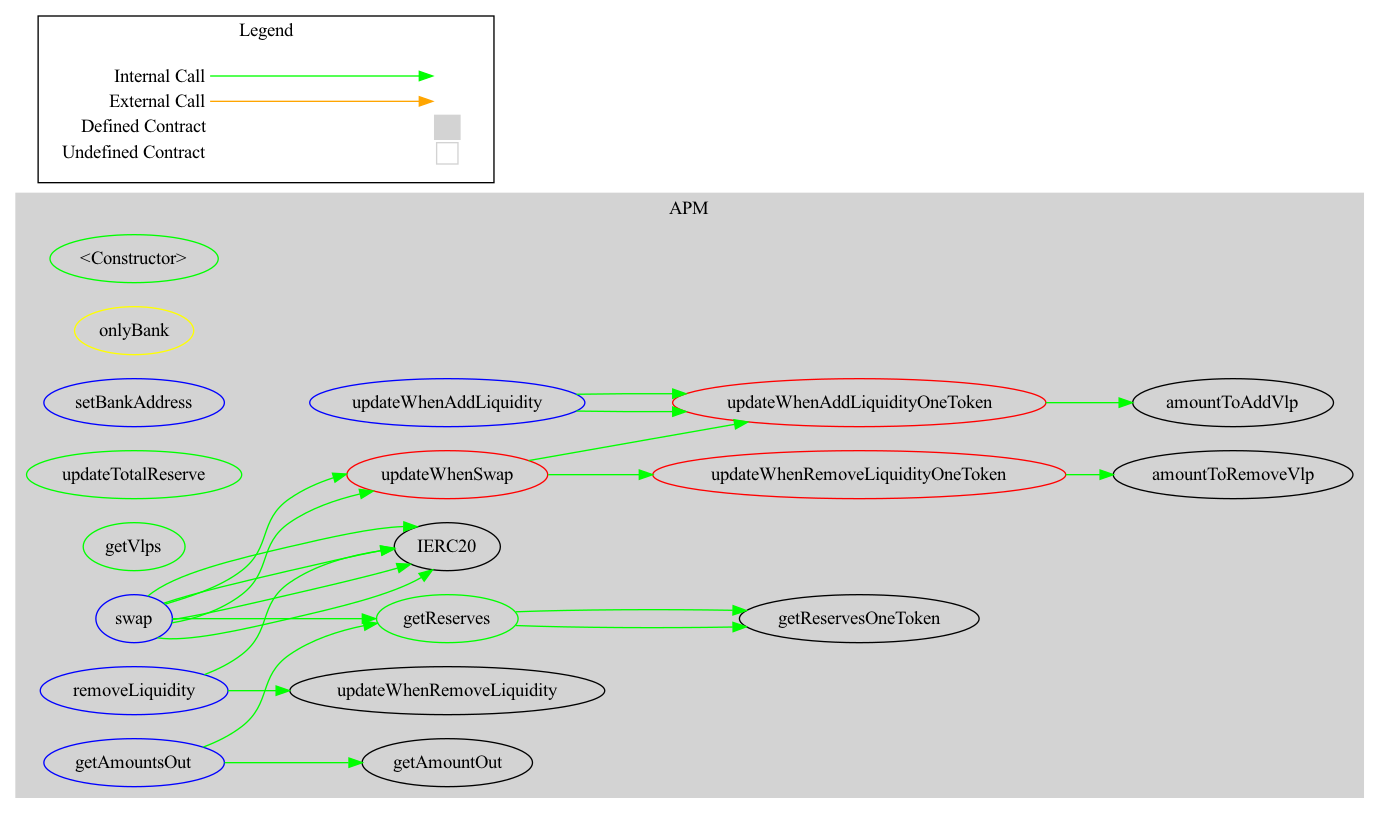 Legend
Internal Call
External Call
Defined Contract
Undefined Contract
APM
<Constructor>
onlyBank
setBankAddress
updateWhenAddLiquidity
updateWhenAddLiquidityOneToken
amountToAddVlp
updateTotalReserve
updateWhenSwap
updateWhenRemoveLiquidityOneToken
amountToRemoveVlp
getVlps
IERC20
swap
getReserves
getReservesOneToken
removeLiquidity
updateWhenRemoveLiquidity
getAmountsOut
getAmountOut